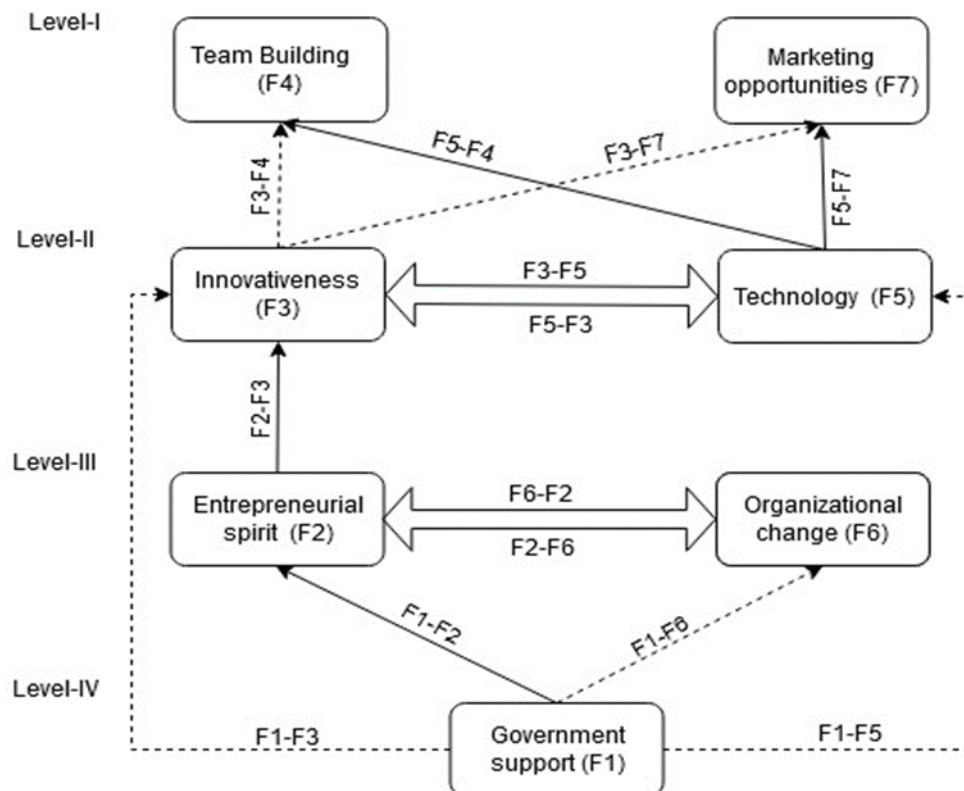 Level-I
Team Building
(F4)
Marketing
opportunities (F7)
F3-F4
F5-F4
F3-F7
F5-F7
Level-II
Innovativeness
(F3)
F3-F5
F5-F3
Technology (F5)
F2-F3
Level-III
Entrepreneurial
spirit (F2)
F6-F2
F2-F6
Organizational
change (F6)
F1-F2
F1-F6
Level-IV
F1-F3
Government
support (F1)
F1-F5